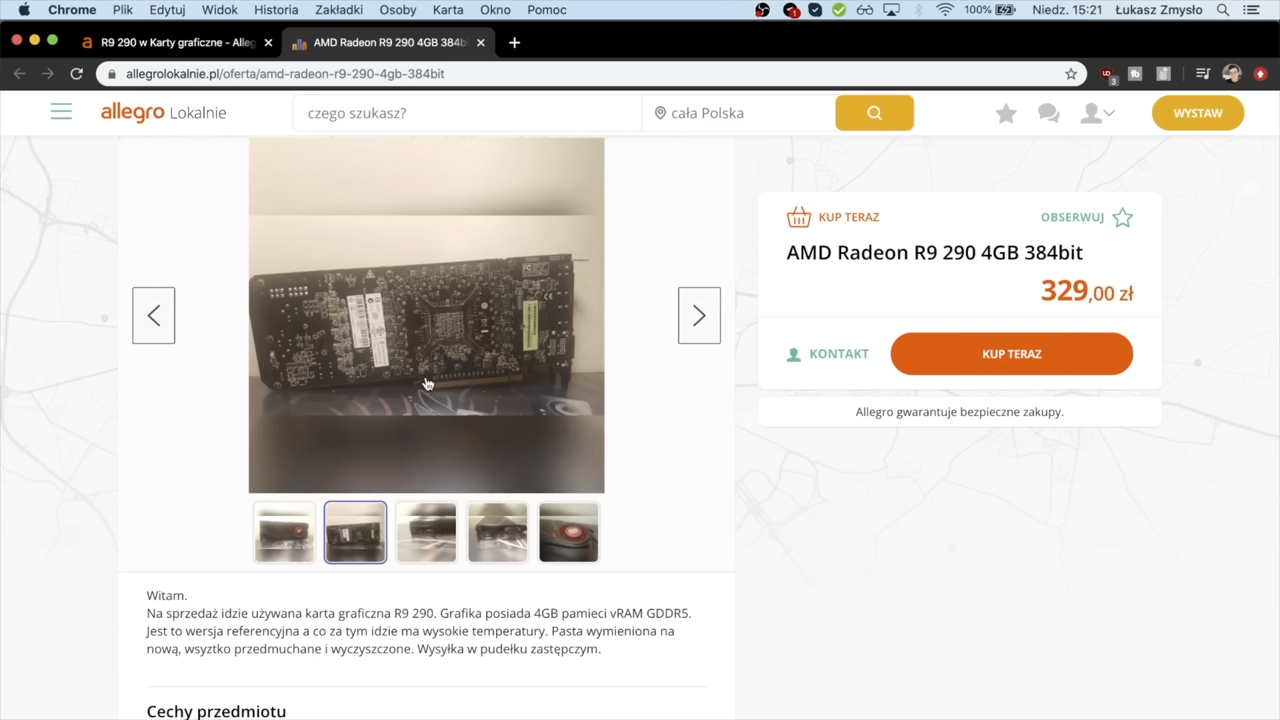 Chrome Plik Edytuj Widok Historia Zakładki Osoby Karta Okno Pomoc 100% Niedz. 15:21 Łukasz Zmysło
R9 290 w Karty graficzne - Alleg AMD Radeon R9 290 4GB 384b
allegrolokalnie.pl/oferta/amd-radeon-r9-290-4gb-384bit
3
allegro Lokalnie czego szukasz? cała Polska WYSTAW
KUP TERAZ OBSERWUJ
AMD Radeon R9 290 4GB 384bit
329,00 zł
KONTAKT KUP TERAZ
Allegro gwarantuje bezpieczne zakupy.
Witam.
Na sprzedaż idzie używana karta graficzna R9 290. Grafika posiada 4GB pamieci vRAM GDDR5.
Jest to wersja referencyjna a co za tym idzie ma wysokie temperatury. Pasta wymieniona na
nową, wsyztko przedmuchane i wyczyszczone. Wysyłka w pudełku zastępczym.
Cechy przedmiotu